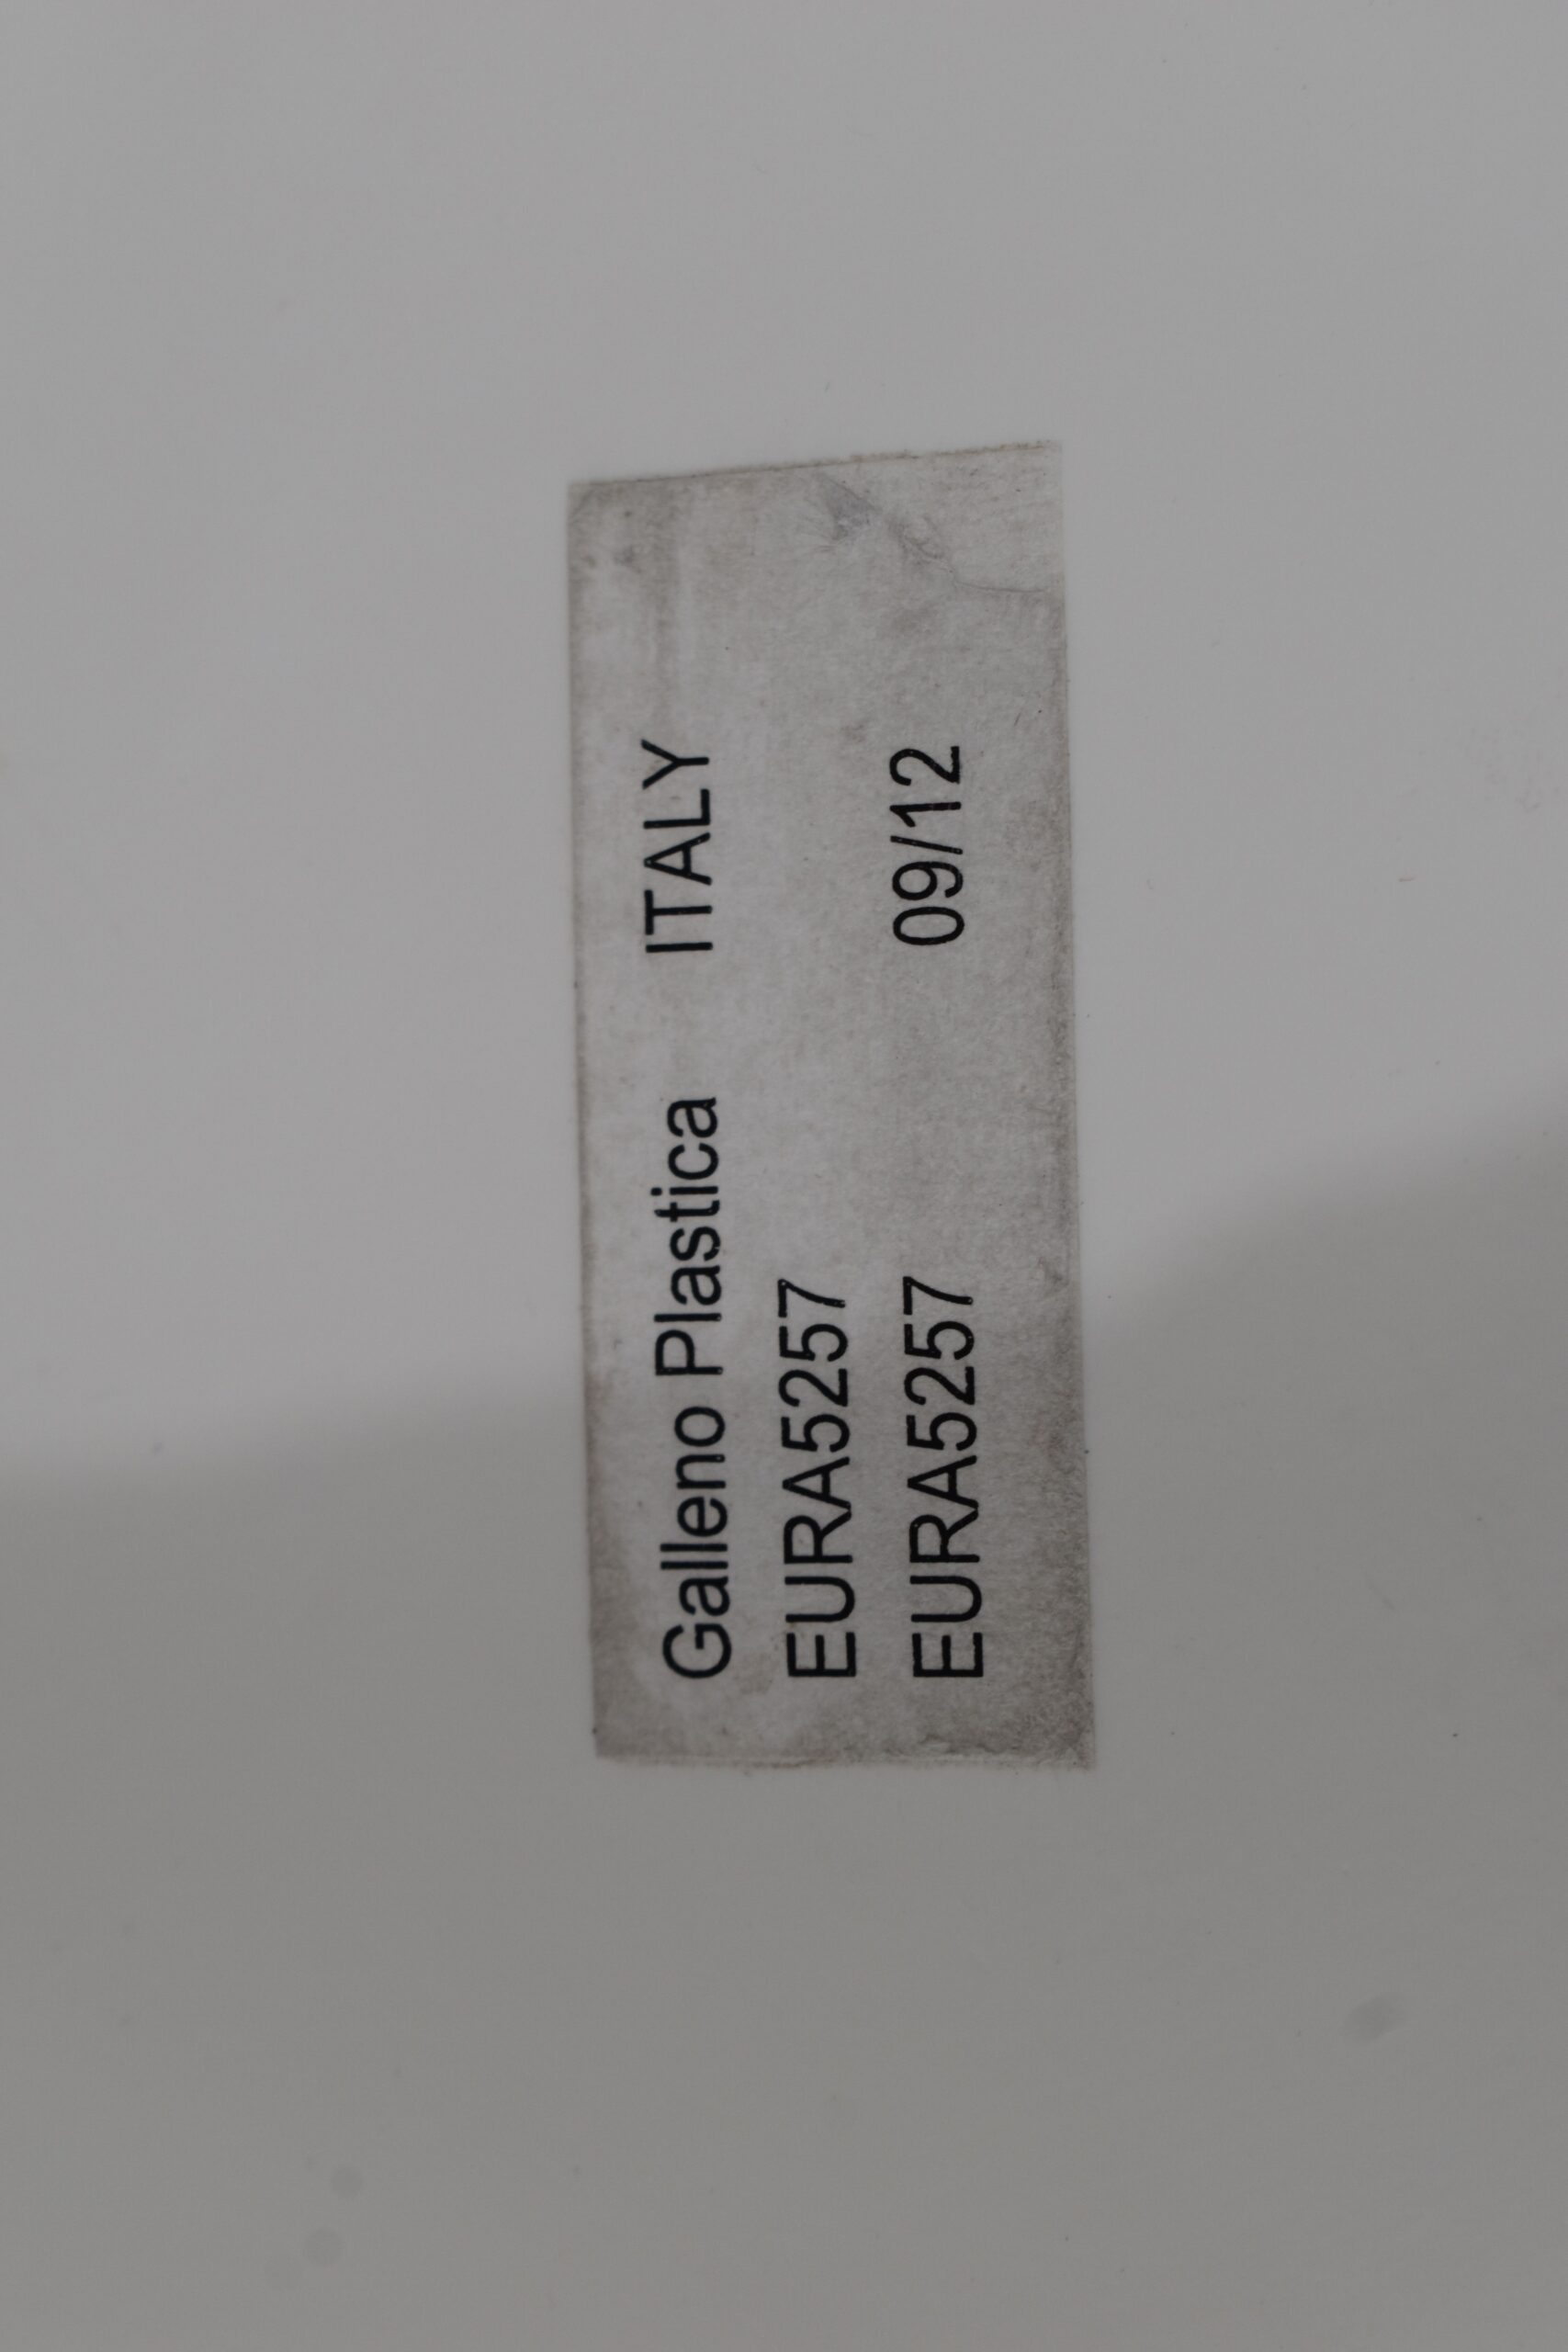 Galleno Plastica ITALY
EURA5257
EURA5257 09/12